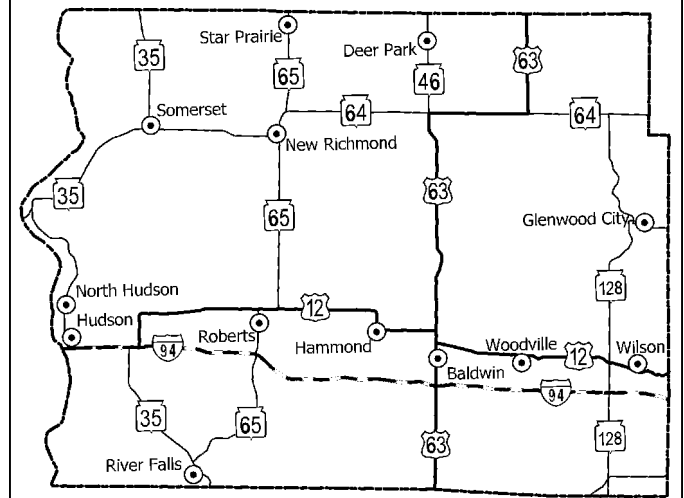 Star Prairie
Deer Park
35
63
65
46
Somerset
64
64
New Richmond
35
63
65
Glenwood City
128
North Hudson
12
Hudson
Roberts
Hammond
Woodville
12
Wilson
94
Baldwin
94
35
65
63
128
River Falls